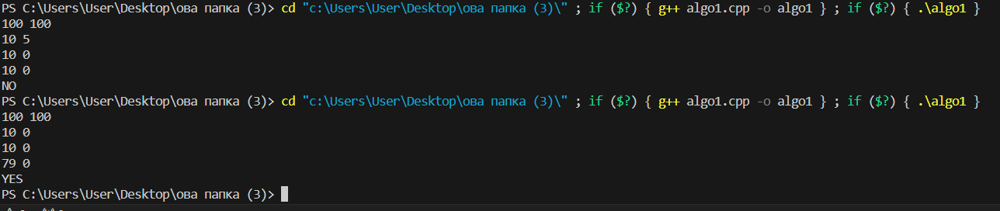 PS C:\Users\User\Desktop\ова папка (3)> cd "c:\Users\User\Desktop\ова папка (3)\" ; if ($?) { g++ algo1.cpp -o algo1 } ; if ($?) { .\algo1 }
100 100
10 5
10 0
10 0
NO
PS C:\Users\User\Desktop\ова папка (3)> cd "c:\Users\User\Desktop\ова папка (3)\" ; if ($?) { g++ algo1.cpp -o algo1 } ; if ($?) { .\algo1 }
100 100
10 0
10 0
79 0
YES
PS C:\Users\User\Desktop\ова папка (3)>